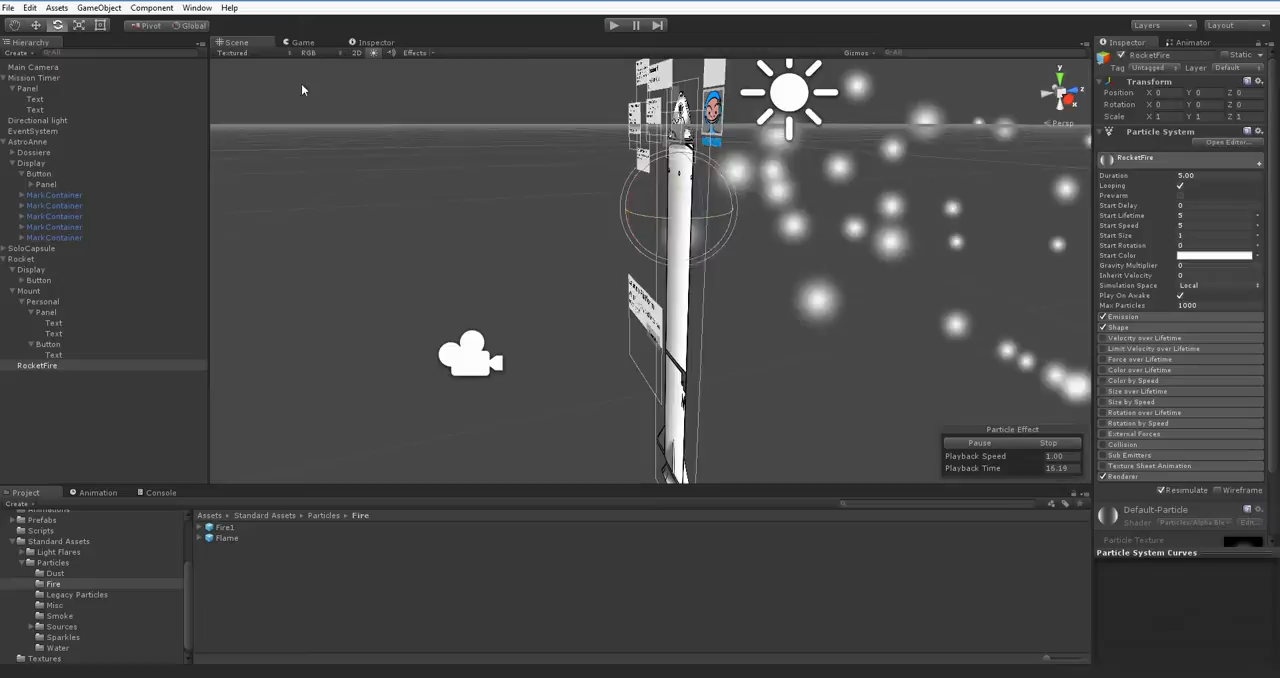 File Edit Assets GameObject Component Window Help
Pivot Global Layers Layout
Hierarchy
Create All
Main Camera
Mission Timer
Panel
Text
Text
Directional light
EventSystem
AstroAnne
Dossiere
Display
Button
Panel
MarkContainer
MarkContainer
MarkContainer
MarkContainer
MarkContainer
SoloCapsule
Rocket
Display
Button
Mount
Personal
Panel
Text
Text
Button
Text
RocketFire
Scene Game Inspector
Textured RGB 2D Effects Gizmos All
y
z
x
Persp
Particle Effect
Pause Stop
Playback Speed 1.00
Playback Time 16.19
Inspector Animator
RocketFire Static
Tag Untagged Layer Default
Transform
Position X 0 Y 0 Z 0
Rotation X 0 Y 0 Z 0
Scale X 1 Y 1 Z 1
Particle System
Open Editor...
RocketFire
Duration 5.00
Looping
Prewarm
Start Delay 0
Start Lifetime 5
Start Speed 5
Start Size 1
Start Rotation 0
Start Color
Gravity Multiplier 0
Inherit Velocity 0
Simulation Space Local
Play On Awake
Max Particles 1000
Emission
Shape
Velocity over Lifetime
Limit Velocity over Lifetime
Force over Lifetime
Color over Lifetime
Color by Speed
Size over Lifetime
Size by Speed
Rotation over Lifetime
Rotation by Speed
External Forces
Collision
Sub Emitters
Texture Sheet Animation
Renderer
Resimulate Wireframe
Default-Particle
Shader Particles/Alpha Ble Edit...
Particle Texture
Particle System Curves
Project Animation Console
Create
Animations
Prefabs
Scripts
Standard Assets
Light Flares
Particles
Dust
Fire
Legacy Particles
Misc
Smoke
Sources
Sparkles
Water
Textures
Assets Standard Assets Particles Fire
Fire1
Flame